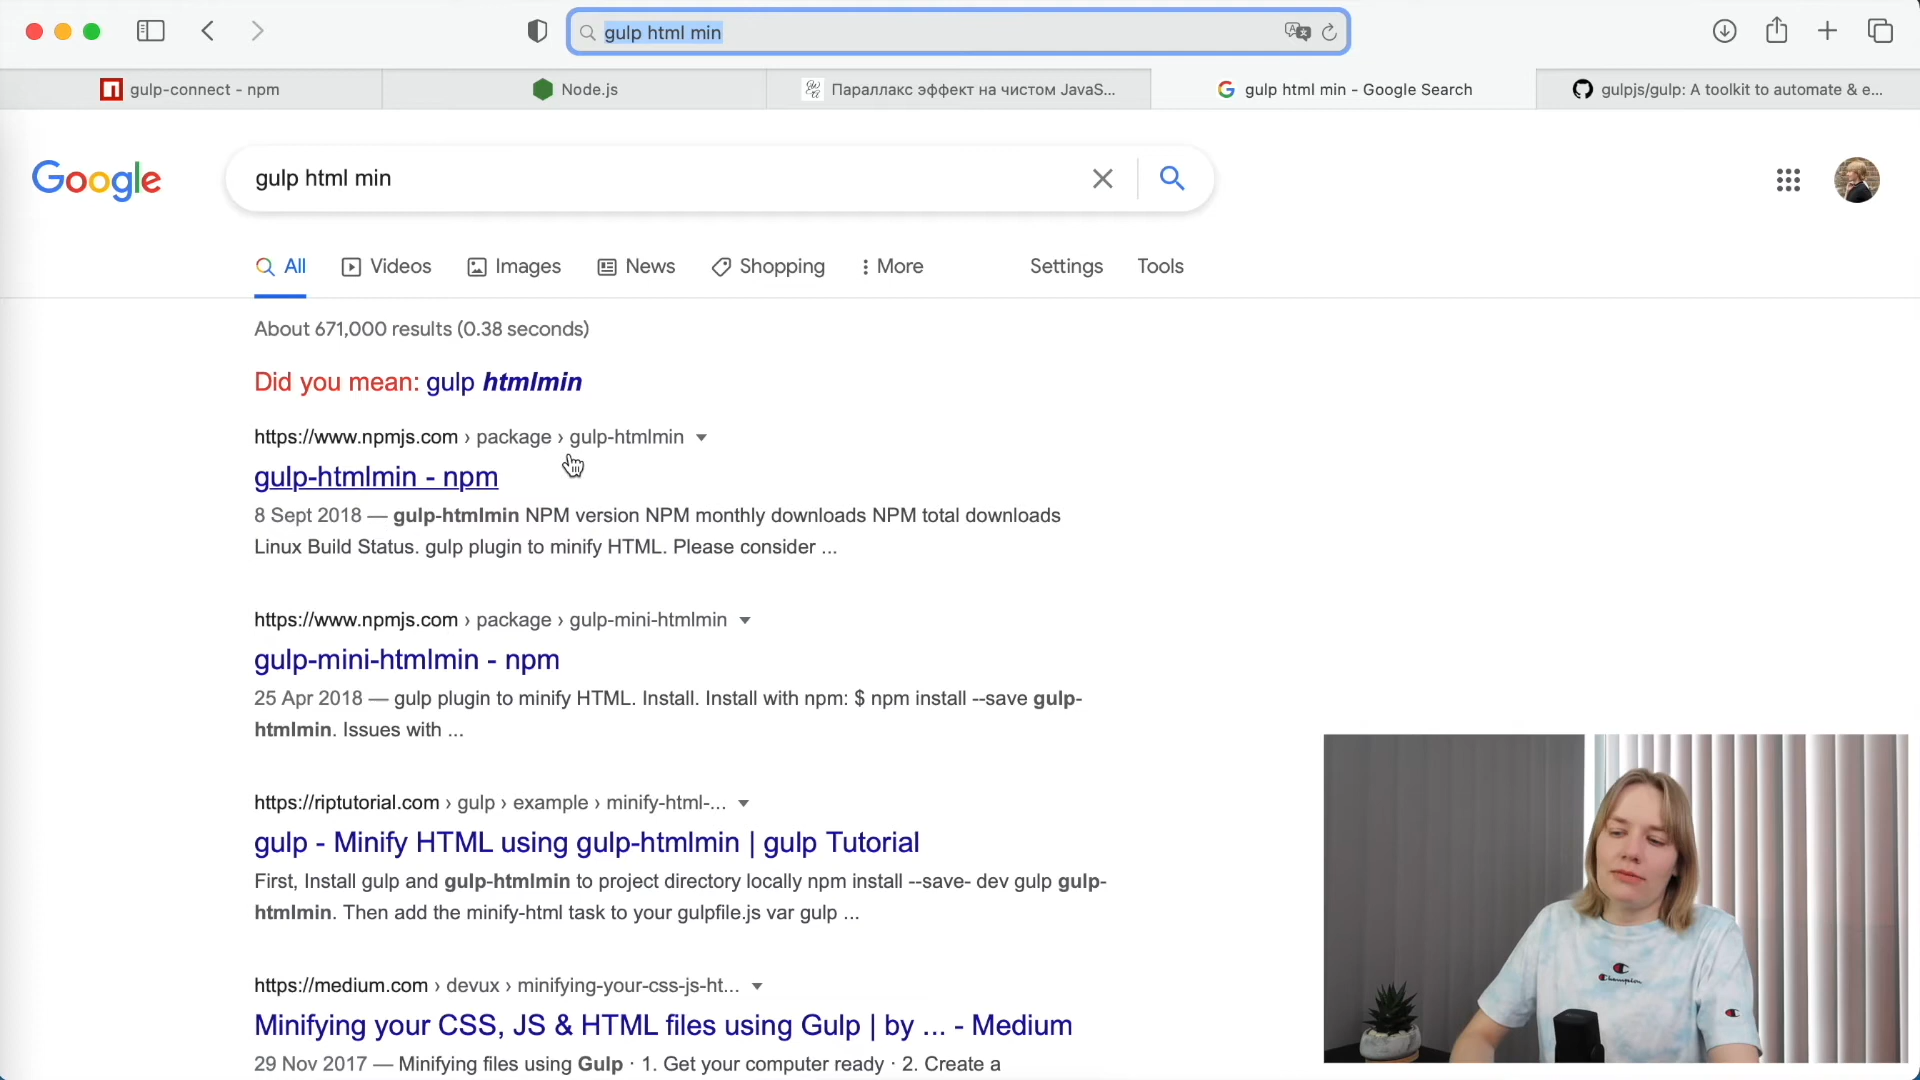 gulp html min
gulp-connect - npm
Node.js
Параллакс эффект на чистом JavaS...
gulp html min - Google Search
gulpjs/gulp: A toolkit to automate & e...
Google
gulp html min
All
Videos
Images
News
Shopping
More
Settings
Tools
About 671,000 results (0.38 seconds)
Did you mean: gulp htmlmin
https://www.npmjs.com › package › gulp-htmlmin
gulp-htmlmin - npm
8 Sept 2018 — gulp-htmlmin NPM version NPM monthly downloads NPM total downloads
Linux Build Status. gulp plugin to minify HTML. Please consider ...
https://www.npmjs.com › package › gulp-mini-htmlmin
gulp-mini-htmlmin - npm
25 Apr 2018 — gulp plugin to minify HTML. Install. Install with npm: $ npm install --save gulp-
htmlmin. Issues with ...
https://riptutorial.com › gulp › example › minify-html-...
gulp - Minify HTML using gulp-htmlmin | gulp Tutorial
First, Install gulp and gulp-htmlmin to project directory locally npm install --save- dev gulp gulp-
htmlmin. Then add the minify-html task to your gulpfile.js var gulp ...
https://medium.com › devux › minifying-your-css-js-ht...
Minifying your CSS, JS & HTML files using Gulp | by ... - Medium
29 Nov 2017 — Minifying files using Gulp · 1. Get your computer ready · 2. Create a
Champion